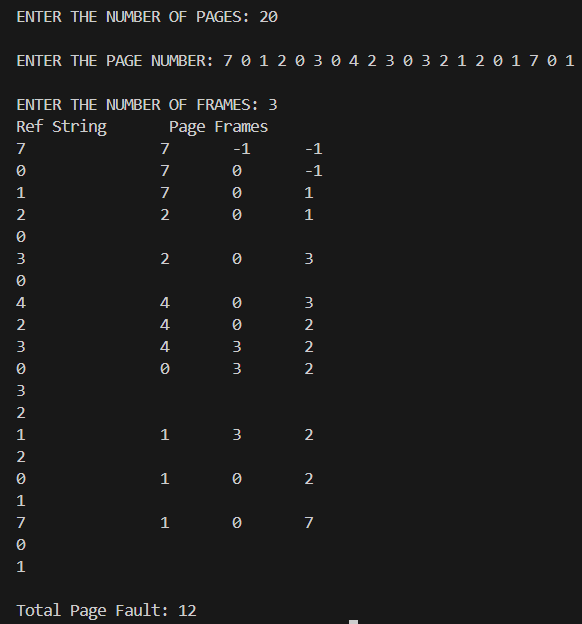 ENTER THE NUMBER OF PAGES: 20
ENTER THE PAGE NUMBER: 7 0 1 2 0 3 0 4 2 3 0 3 2 1 2 0 1 7 0 1
ENTER THE NUMBER OF FRAMES: 3
Ref String Page Frames
7 7 -1 -1
0 7 0 -1
1 7 0 1
2 2 0 1
0
3 2 0 3
0
4 4 0 3
2 4 0 2
3 4 3 2
0 0 3 2
3
2
1 1 3 2
2
0 1 0 2
1
7 1 0 7
0
1
Total Page Fault: 12